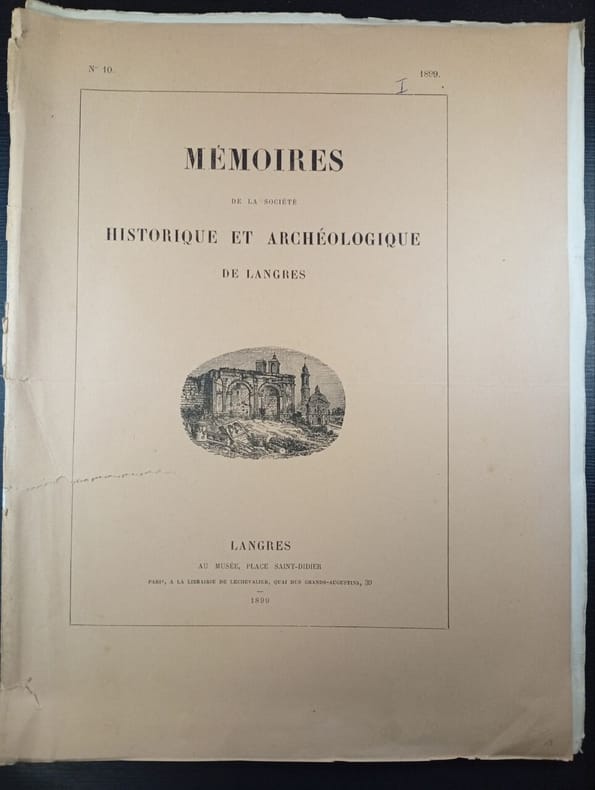 N° 10.
1899.
I
MÉMOIRES
DE LA SOCIÉTÉ
HISTORIQUE ET ARCHÉOLOGIQUE
DE LANGRES
LANGRES
AU MUSÉE, PLACE SAINT-DIDIER
PARIS, A LA LIBRAIRIE DE LECHEVALIER, QUAI DES GRANDS-AUGUSTINS, 39
1899